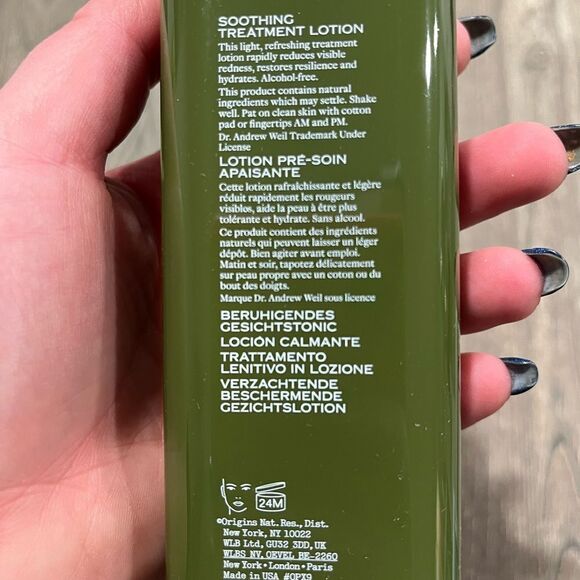 SOOTHING
TREATMENT LOTION
This light, refreshing treatment
lotion rapidly reduces visible
redness, restores resilience and
hydrates. Alcohol-free.
This product contains natural
ingredients which may settle. Shake
well. Pat on clean skin with cotton
pad or fingertips AM and PM.
Dr. Andrew Weil Trademark Under
License
LOTION PRÉ-SOIN
APAISANTE
Cette lotion rafraîchissante et légère
réduit rapidement les rougeurs
visibles, aide la peau à être plus
tolérante et hydrate. Sans alcool.
Ce produit contient des ingrédients
naturels qui peuvent laisser un léger
dépôt. Bien agiter avant emploi.
Matin et soir, tapotez délicatement
sur peau propre avec un coton ou du
bout des doigts.
Marque Dr. Andrew Weil sous licence
BERUHIGENDES
GESICHTSTONIC
LOCIÓN CALMANTE
TRATTAMENTO
LENITIVO IN LOZIONE
VERZACHTENDE
BESCHERMENDE
GEZICHTSLOTION
24M
©Origins Nat. Res., Dist.
New York, NY 10022
WLB Ltd, GU32 3DD, UK
WLBS NV. OEVEL BE-2260
New York • London • Paris
Made in USA #QPX9